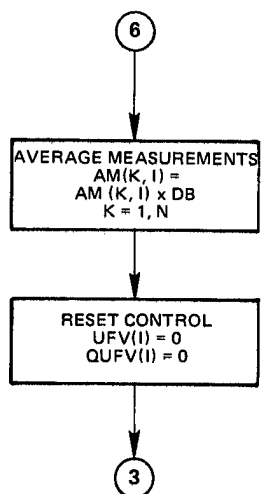 6
AVERAGE MEASUREMENTS
AM(K, I) =
AM (K, I) x DB
K = 1, N
RESET CONTROL
UFV(I) = 0
QUFV(I) = 0
3